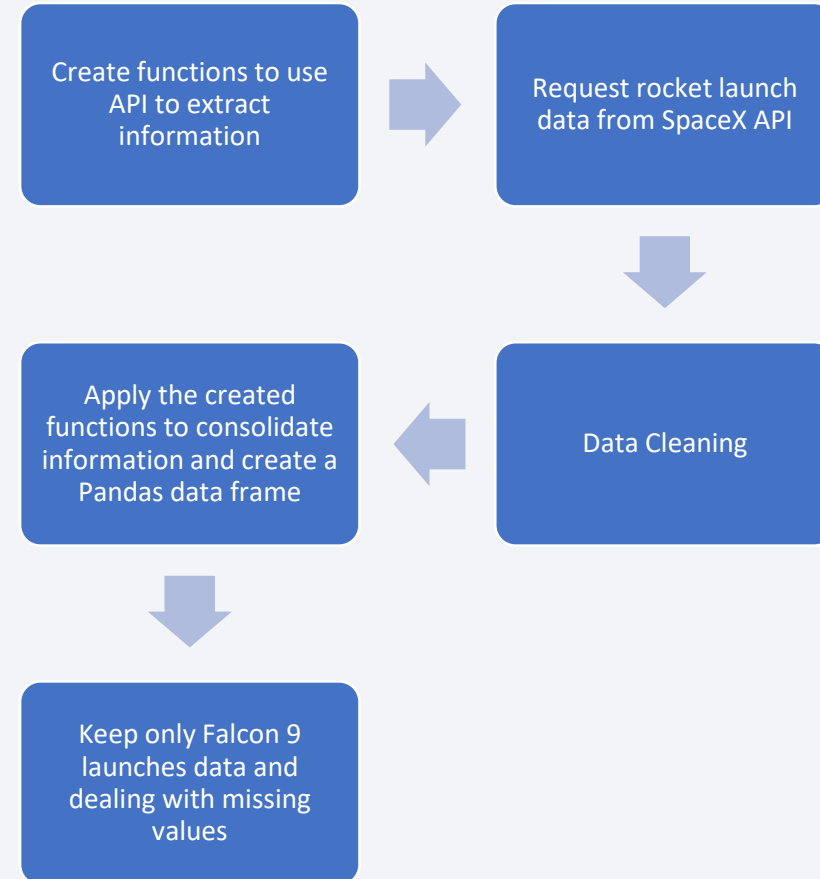 Create functions to use
API to extract
information
Request rocket launch
data from SpaceX API
Data Cleaning
Apply the created
functions to consolidate
information and create a
Pandas data frame
Keep only Falcon 9
launches data and
dealing with missing
values